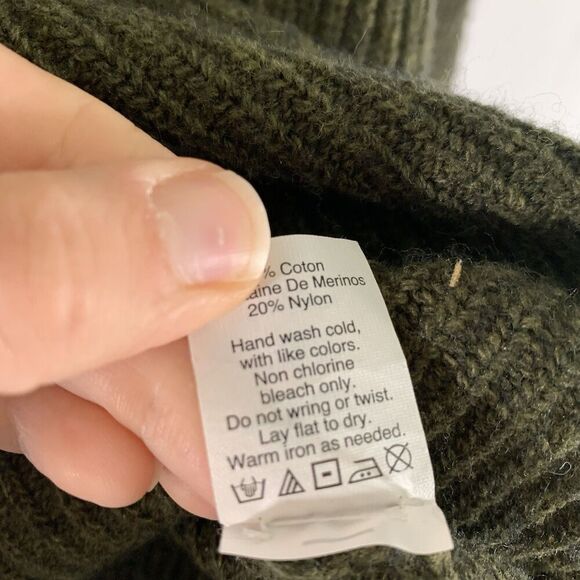 % Coton
aine De Merinos
20% Nylon
Hand wash cold,
with like colors.
Non chlorine
bleach only.
Do not wring or twist.
Lay flat to dry.
Warm iron as needed.